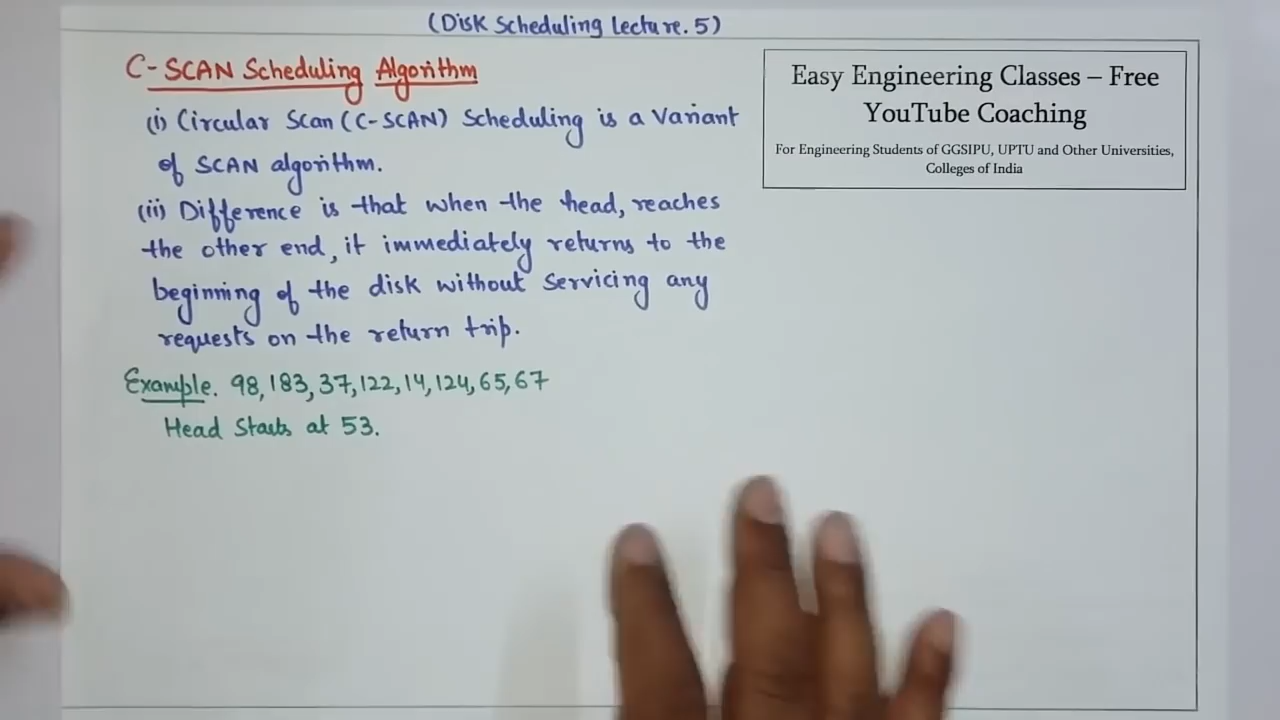 (Disk Scheduling Lecture. 5)
C-SCAN Scheduling Algorithm
(i) Circular Scan (C-SCAN) Scheduling is a Variant
of SCAN algorithm.
(ii) Difference is that when the head, reaches
the other end, it immediately returns to the
beginning of the disk without servicing any
requests on the return trip.
Example. 98, 183, 37, 122, 14, 124, 65, 67
Head Starts at 53.
Easy Engineering Classes – Free
YouTube Coaching
For Engineering Students of GGSIPU, UPTU and Other Universities,
Colleges of India